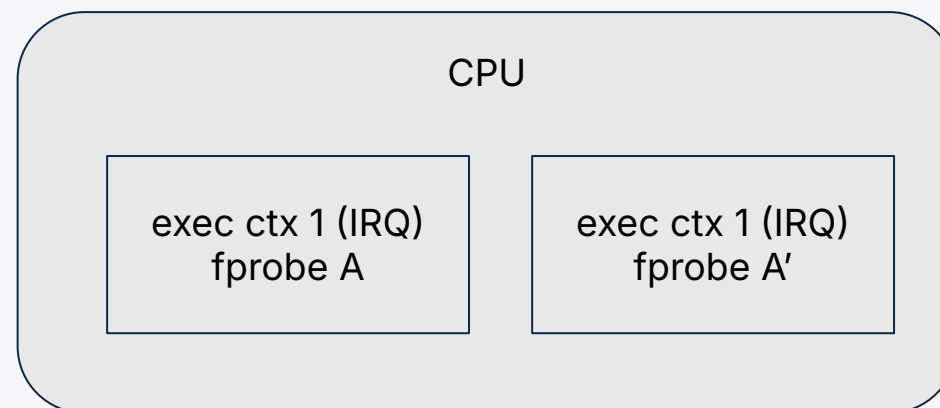 CPU
exec ctx 1 (IRQ)
fprobe A
exec ctx 1 (IRQ)
fprobe A’